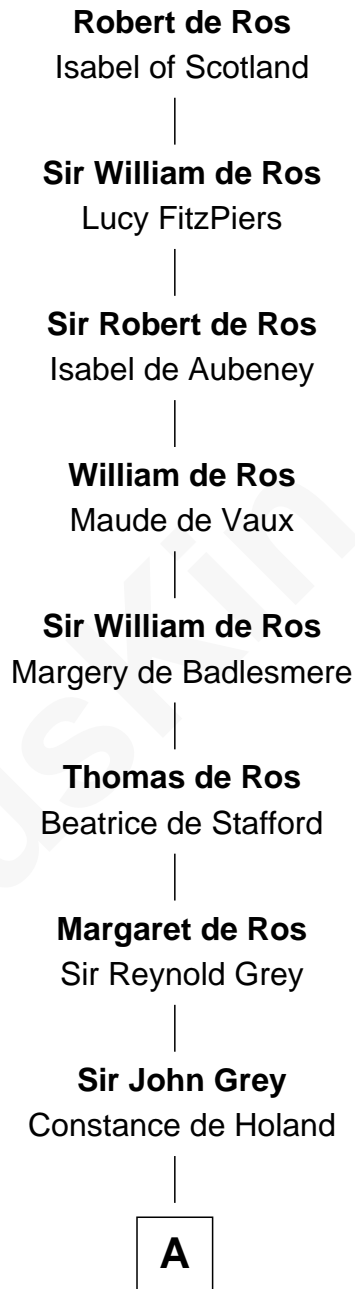 Robert de Ros
Isabel of Scotland
Sir William de Ros
Lucy FitzPiers
Sir Robert de Ros
Isabel de Aubeney
William de Ros
Maude de Vaux
Sir William de Ros
Margery de Badlesmere
Thomas de Ros
Beatrice de Stafford
Margaret de Ros
Sir Reynold Grey
Sir John Grey
Constance de Holand
A